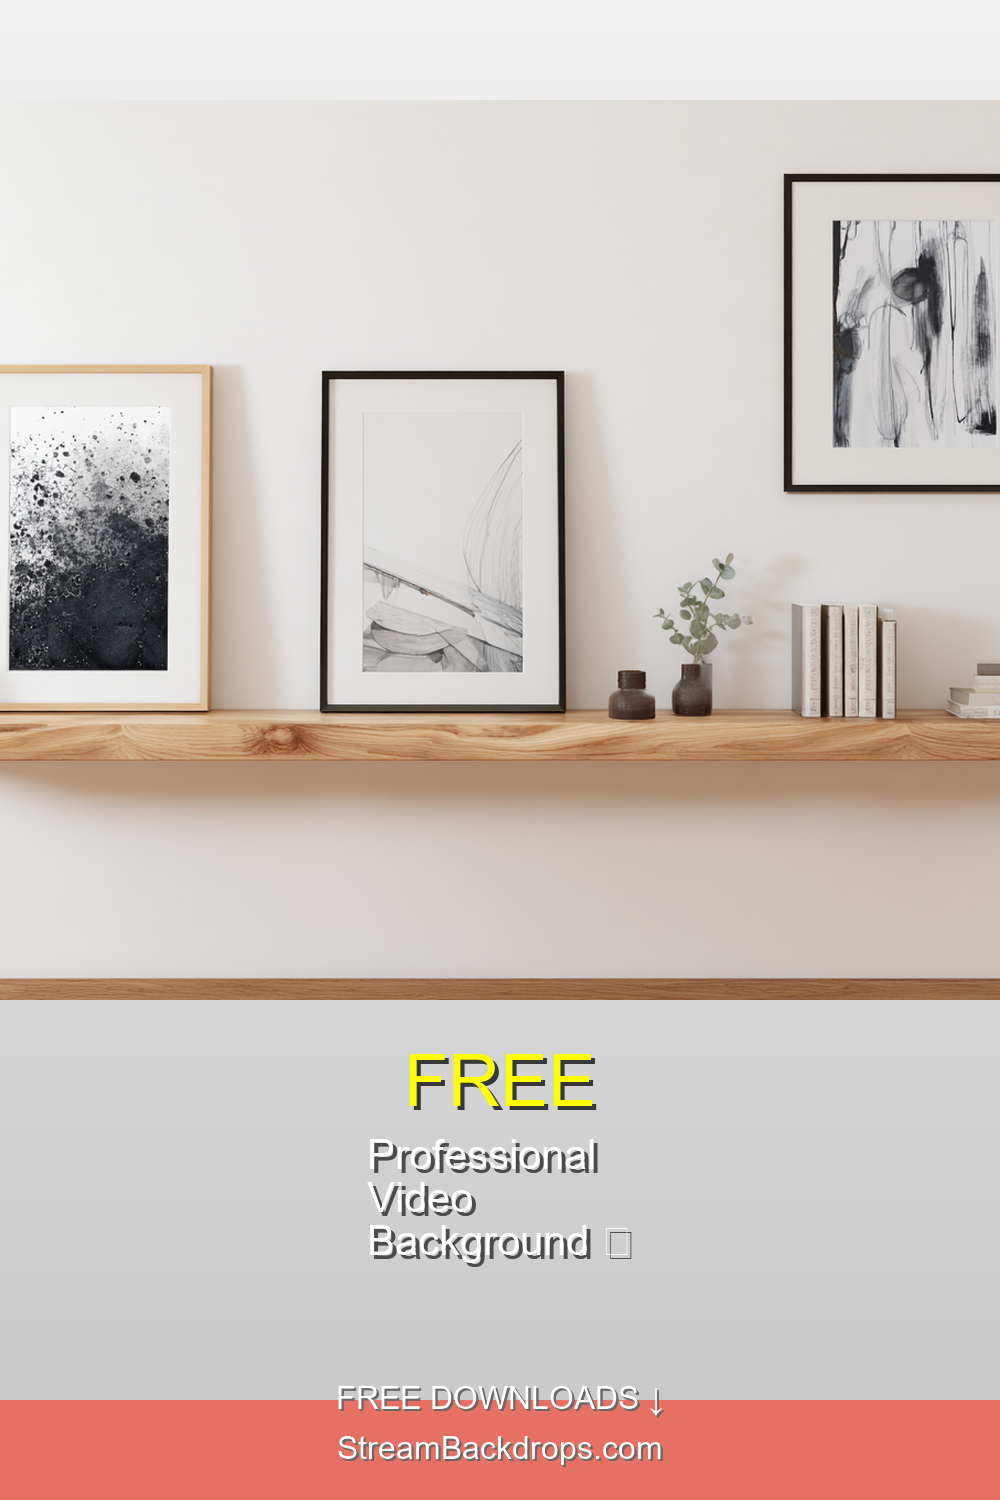 FREE
Professional
Video
Background □
FREE DOWNLOADS ↓
StreamBackdrops.com